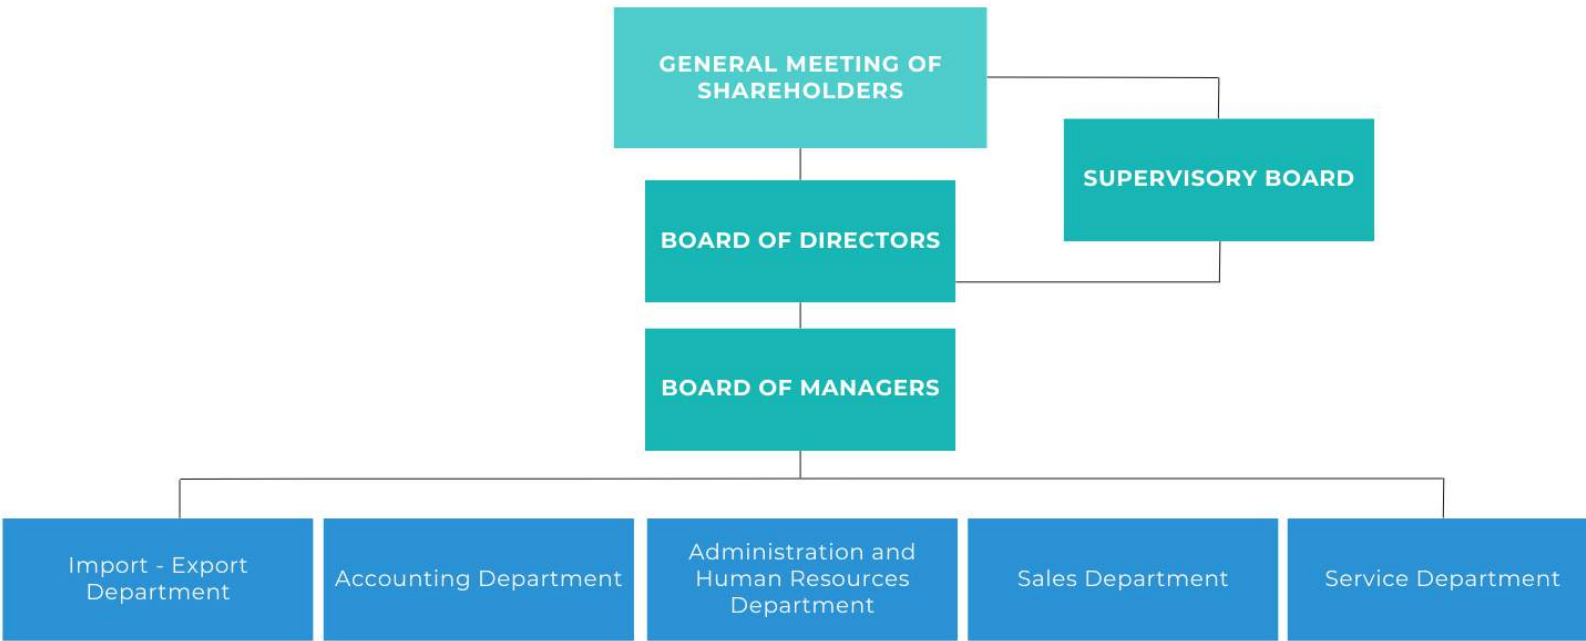 GENERAL MEETING OF
SHAREHOLDERS
SUPERVISORY BOARD
BOARD OF DIRECTORS
BOARD OF MANAGERS
Import - Export
Department
Accounting Department
Administration and
Human Resources
Department
Sales Department
Service Department